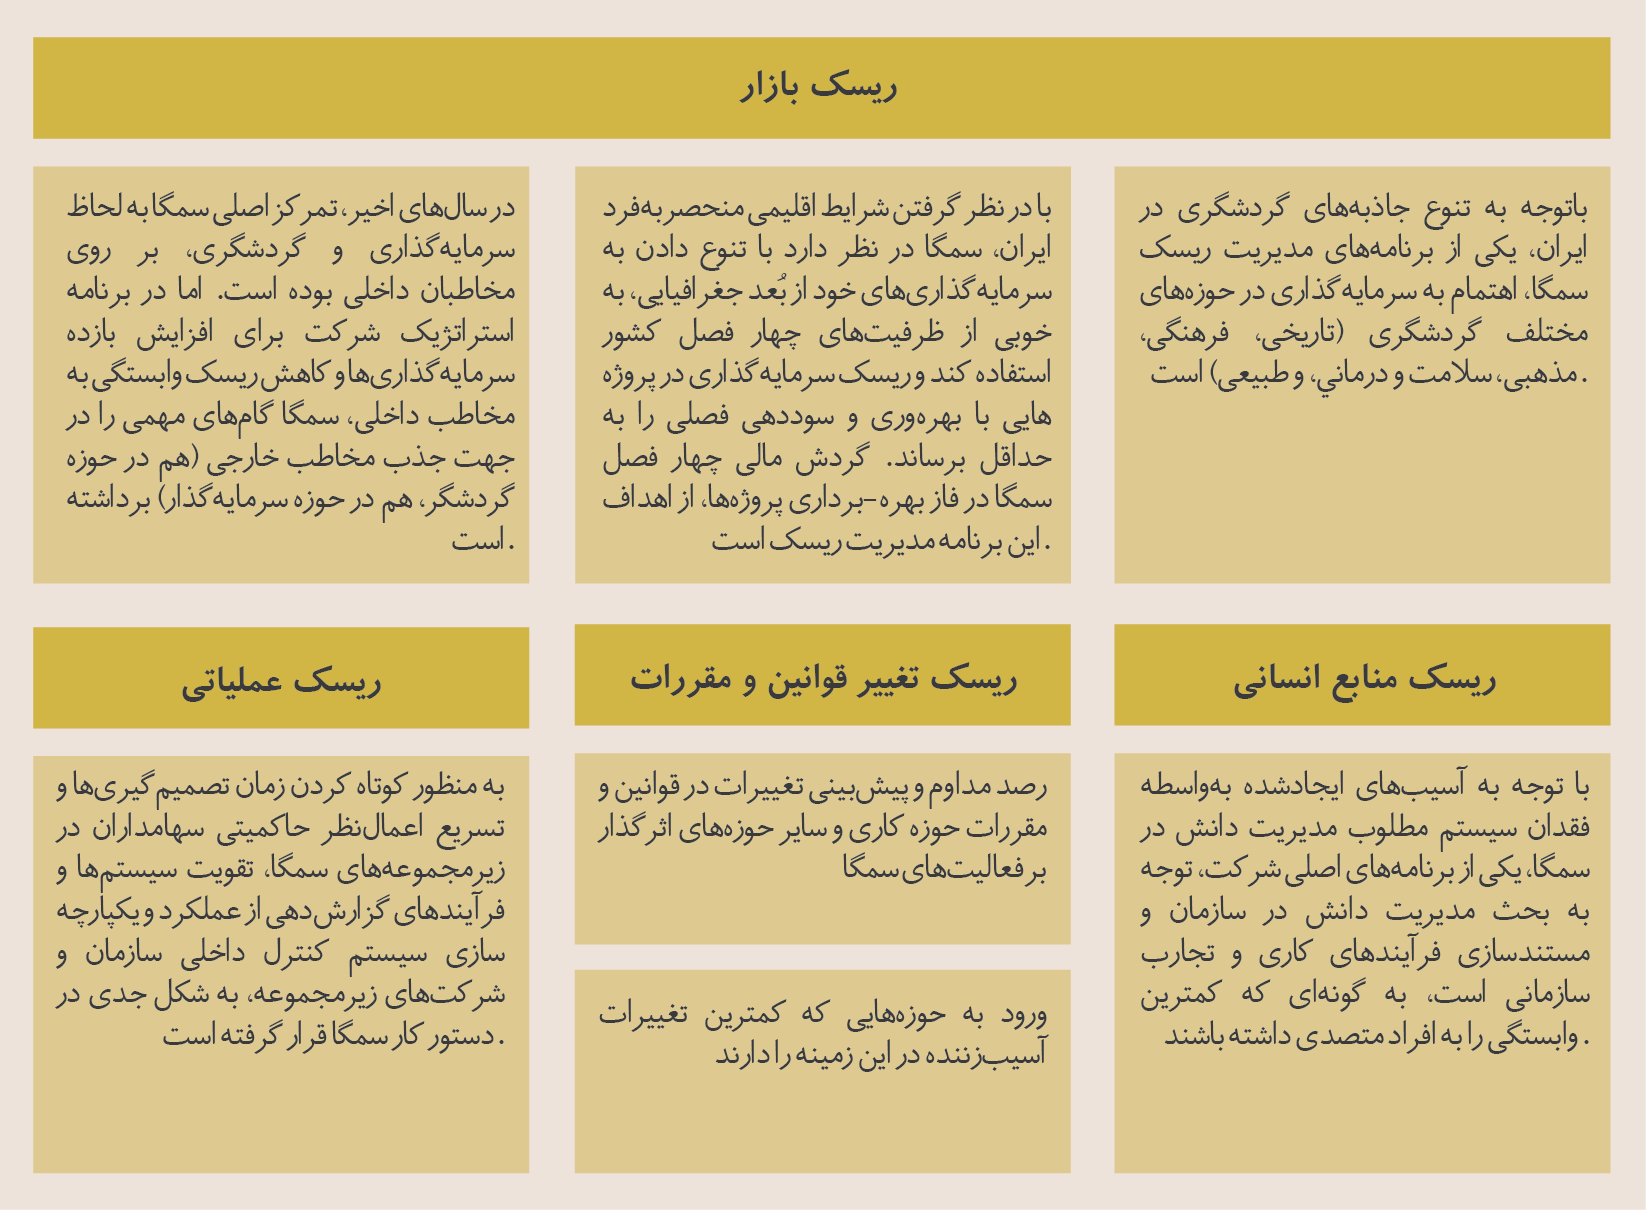 ریسک بازار
باتوجه به تنوع جاذبه‌های گردشگری در
ایران، یکی از برنامه‌های مدیریت ریسک
سمگا، اهتمام به سرمایه‌گذاری در حوزه‌های
مختلف گردشگری (تاریخی، فرهنگی،
مذهبی، سلامت و درماني، و طبیعی) است.
با در نظر گرفتن شرایط اقلیمی منحصربه‌فرد
ایران، سمگا در نظر دارد با تنوع دادن به
سرمایه‌گذاری‌های خود از بُعد جغرافیایی، به
خوبی از ظرفیت‌های چهار فصل کشور
استفاده کند و ریسک سرمایه‌گذاری در پروژه
هایی با بهره‌وری و سوددهی فصلی را به
حداقل برساند. گردش مالی چهار فصل
سمگا در فاز بهره-برداری پروژه‌ها، از اهداف
این برنامه مدیریت ریسک است.
در سال‌های اخیر، تمرکز اصلی سمگا به لحاظ
سرمایه‌گذاری و گردشگری، بر روی
مخاطبان داخلی بوده است. اما در برنامه
استراتژیک شرکت برای افزایش بازده
سرمایه‌گذاری‌ها و کاهش ریسک وابستگی به
مخاطب داخلی، سمگا گام‌های مهمی را در
جهت جذب مخاطب خارجی (هم در حوزه
گردشگر، هم در حوزه سرمایه‌گذار) برداشته
است.
ریسک منابع انسانی
با توجه به آسیب‌های ایجادشده به‌واسطه
فقدان سیستم مطلوب مدیریت دانش در
سمگا، یکی از برنامه‌های اصلی شرکت، توجه
به بحث مدیریت دانش در سازمان و
مستندسازی فرآیندهای کاری و تجارب
سازمانی است، به گونه‌ای که کمترین
وابستگی را به افراد متصدی داشته باشند.
ریسک تغییر قوانین و مقررات
رصد مداوم و پیش‌بینی تغییرات در قوانین و
مقررات حوزه کاری و سایر حوزه‌های اثرگذار
بر فعالیت‌های سمگا
ورود به حوزه‌هایی که کمترین تغییرات
آسیب‌زننده در این زمینه را دارند
ریسک عملیاتی
به منظور کوتاه کردن زمان تصمیم‌گیری‌ها و
تسریع اعمال‌نظر حاکمیتی سهامداران در
زیرمجموعه‌های سمگا، تقویت سیستم‌ها و
فرآیندهای گزارش‌دهی از عملکرد و یکپارچه
سازی سیستم کنترل داخلی سازمان و
شرکت‌های زیرمجموعه، به شکل جدی در
دستور کار سمگا قرار گرفته است.